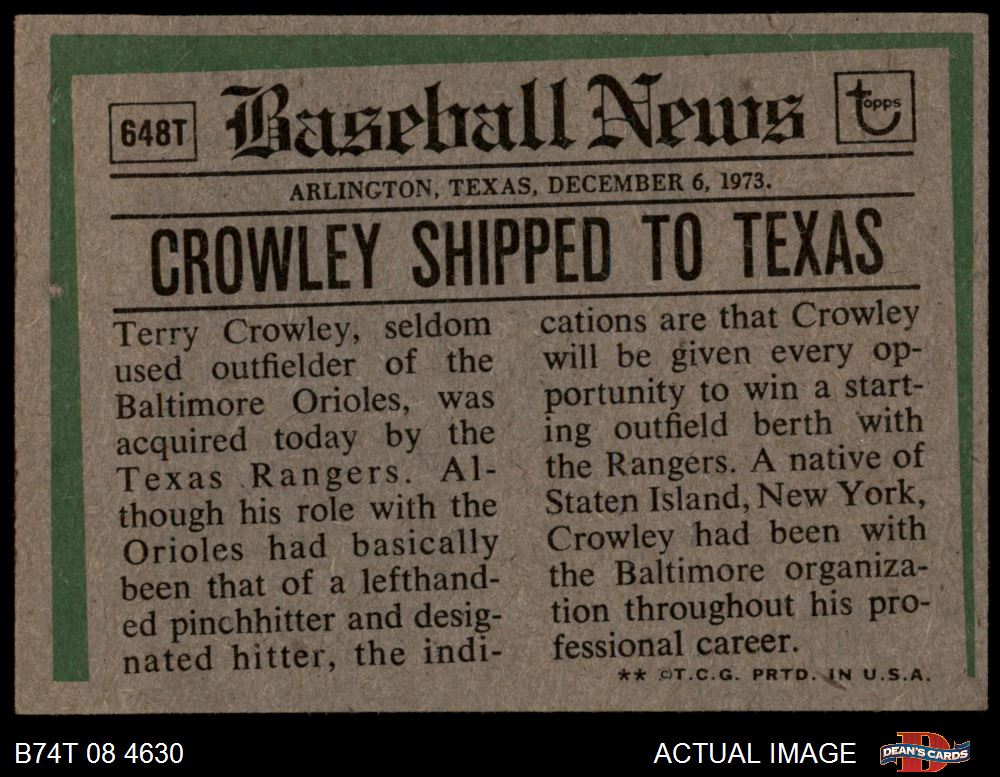 648T
Baseball News
Topps
ARLINGTON, TEXAS, DECEMBER 6, 1973.
CROWLEY SHIPPED TO TEXAS
Terry Crowley, seldom
used outfielder of the
Baltimore Orioles, was
acquired today by the
Texas Rangers. Al-
though his role with the
Orioles had basically
been that of a lefthand-
ed pinchhitter and desig-
nated hitter, the indi-
cations are that Crowley
will be given every op-
portunity to win a start-
ing outfield berth with
the Rangers. A native of
Staten Island, New York,
Crowley had been with
the Baltimore organiza-
tion throughout his pro-
fessional career.
** ©T.C.G. PRTD. IN U.S.A.
B74T 08 4630
ACTUAL IMAGE
DEAN'S CARDS